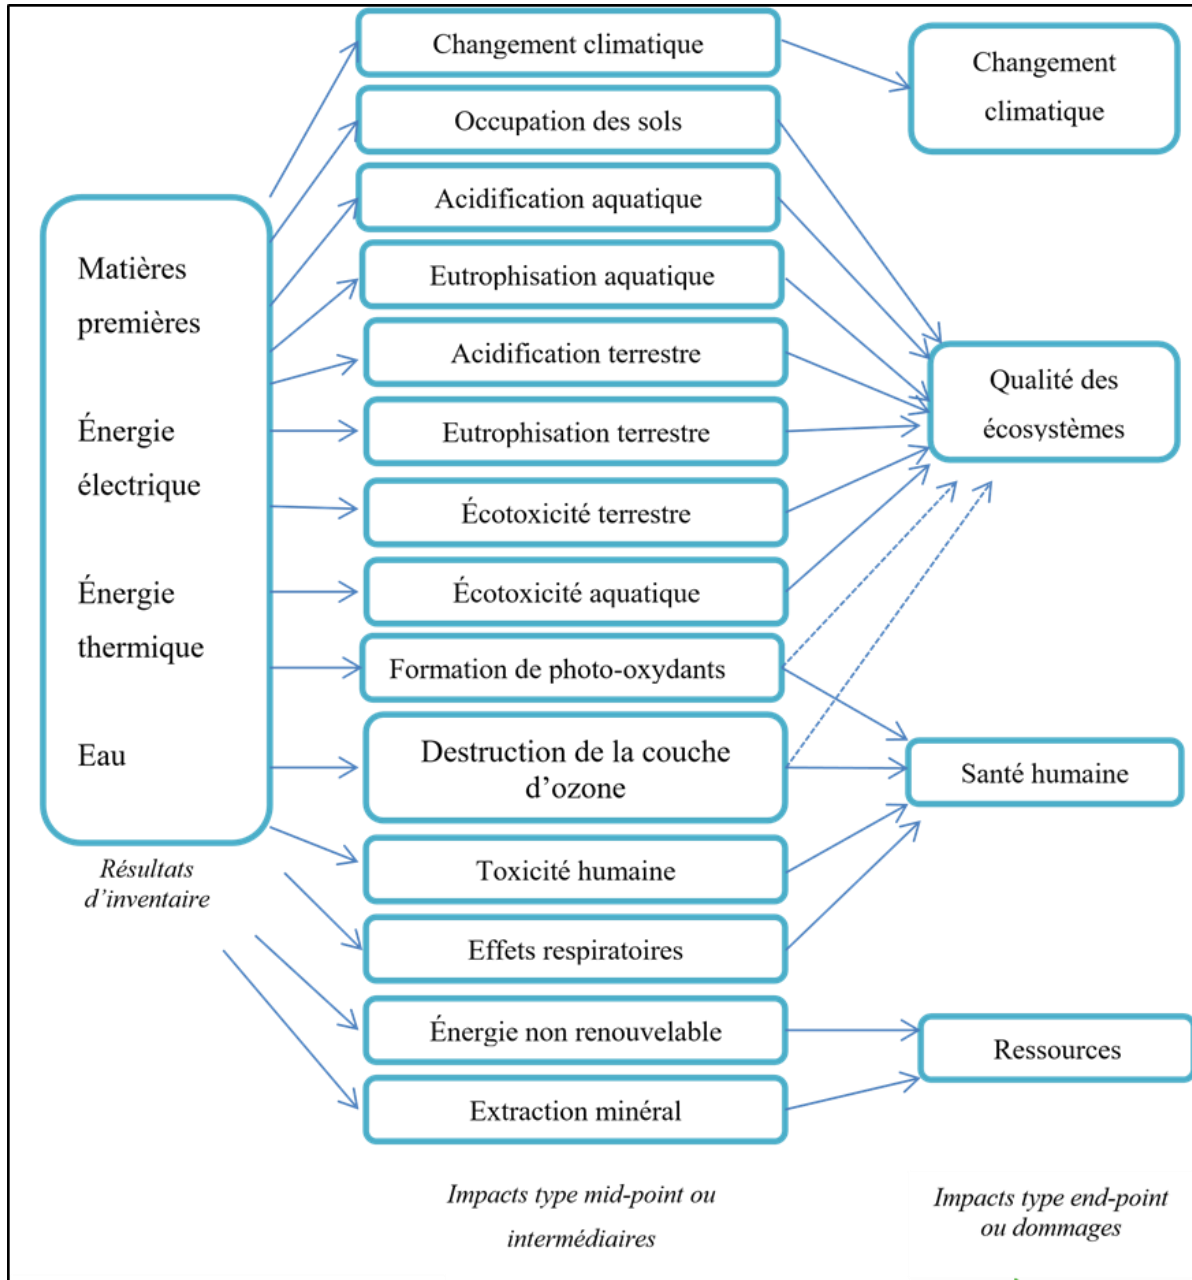 Matières
premières
Énergie
électrique
Énergie
thermique
Eau
Résultats
d’inventaire
Changement climatique
Occupation des sols
Acidification aquatique
Eutrophisation aquatique
Acidification terrestre
Eutrophisation terrestre
Écotoxicité terrestre
Écotoxicité aquatique
Formation de photo-oxydants
Destruction de la couche
d’ozone
Toxicité humaine
Effets respiratoires
Énergie non renouvelable
Extraction minéral
Impacts type mid-point ou
intermédiaires
Changement
climatique
Qualité des
écosystèmes
Santé humaine
Ressources
Impacts type end-point
ou dommages